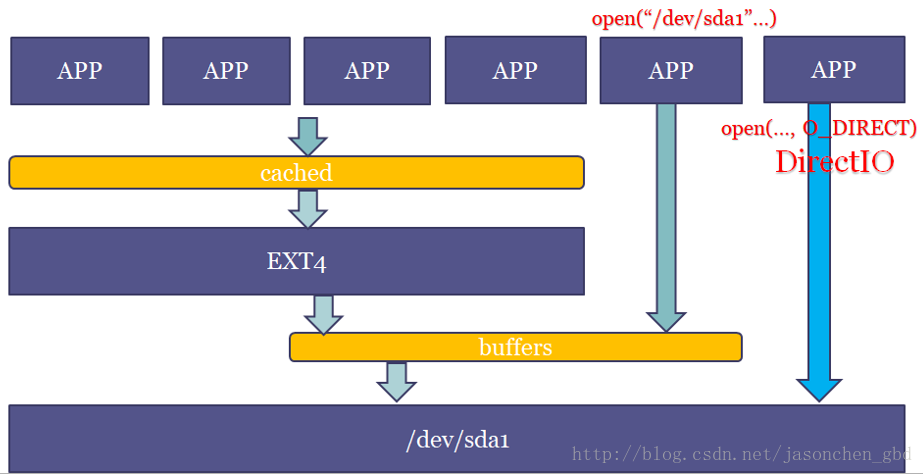 open(“/dev/sda1”...)
APP
APP
APP
APP
APP
APP
open(..., O_DIRECT)
DirectIO
cached
EXT4
buffers
/dev/sda1
http://blog.csdn.net/jasonchen_gbd